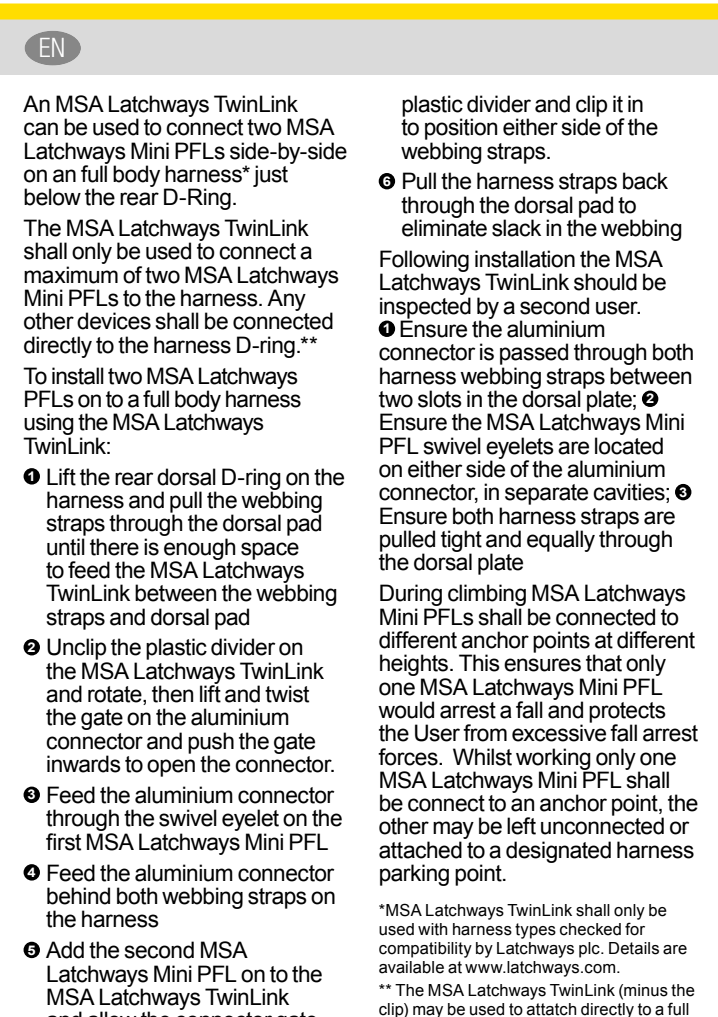 EN
An MSA Latchways TwinLink
can be used to connect two MSA
Latchways Mini PFLs side-by-side
on an full body harness* just
below the rear D-Ring.
The MSA Latchways TwinLink
shall only be used to connect a
maximum of two MSA Latchways
Mini PFLs to the harness. Any
other devices shall be connected
directly to the harness D-ring.**
To install two MSA Latchways
PFLs on to a full body harness
using the MSA Latchways
TwinLink:
❶ Lift the rear dorsal D-ring on the
harness and pull the webbing
straps through the dorsal pad
until there is enough space
to feed the MSA Latchways
TwinLink between the webbing
straps and dorsal pad
❷ Unclip the plastic divider on
the MSA Latchways TwinLink
and rotate, then lift and twist
the gate on the aluminium
connector and push the gate
inwards to open the connector.
❸ Feed the aluminium connector
through the swivel eyelet on the
first MSA Latchways Mini PFL
❹ Feed the aluminium connector
behind both webbing straps on
the harness
❺ Add the second MSA
Latchways Mini PFL on to the
MSA Latchways TwinLink
and allow the connector gate
plastic divider and clip it in
to position either side of the
webbing straps.
❻ Pull the harness straps back
through the dorsal pad to
eliminate slack in the webbing
Following installation the MSA
Latchways TwinLink should be
inspected by a second user.
❶ Ensure the aluminium
connector is passed through both
harness webbing straps between
two slots in the dorsal plate; ❷
Ensure the MSA Latchways Mini
PFL swivel eyelets are located
on either side of the aluminium
connector, in separate cavities; ❸
Ensure both harness straps are
pulled tight and equally through
the dorsal plate
During climbing MSA Latchways
Mini PFLs shall be connected to
different anchor points at different
heights. This ensures that only
one MSA Latchways Mini PFL
would arrest a fall and protects
the User from excessive fall arrest
forces.  Whilst working only one
MSA Latchways Mini PFL shall
be connect to an anchor point, the
other may be left unconnected or
attached to a designated harness
parking point.
*MSA Latchways TwinLink shall only be
used with harness types checked for
compatibility by Latchways plc. Details are
available at www.latchways.com.
** The MSA Latchways TwinLink (minus the
clip) may be used to attatch directly to a full